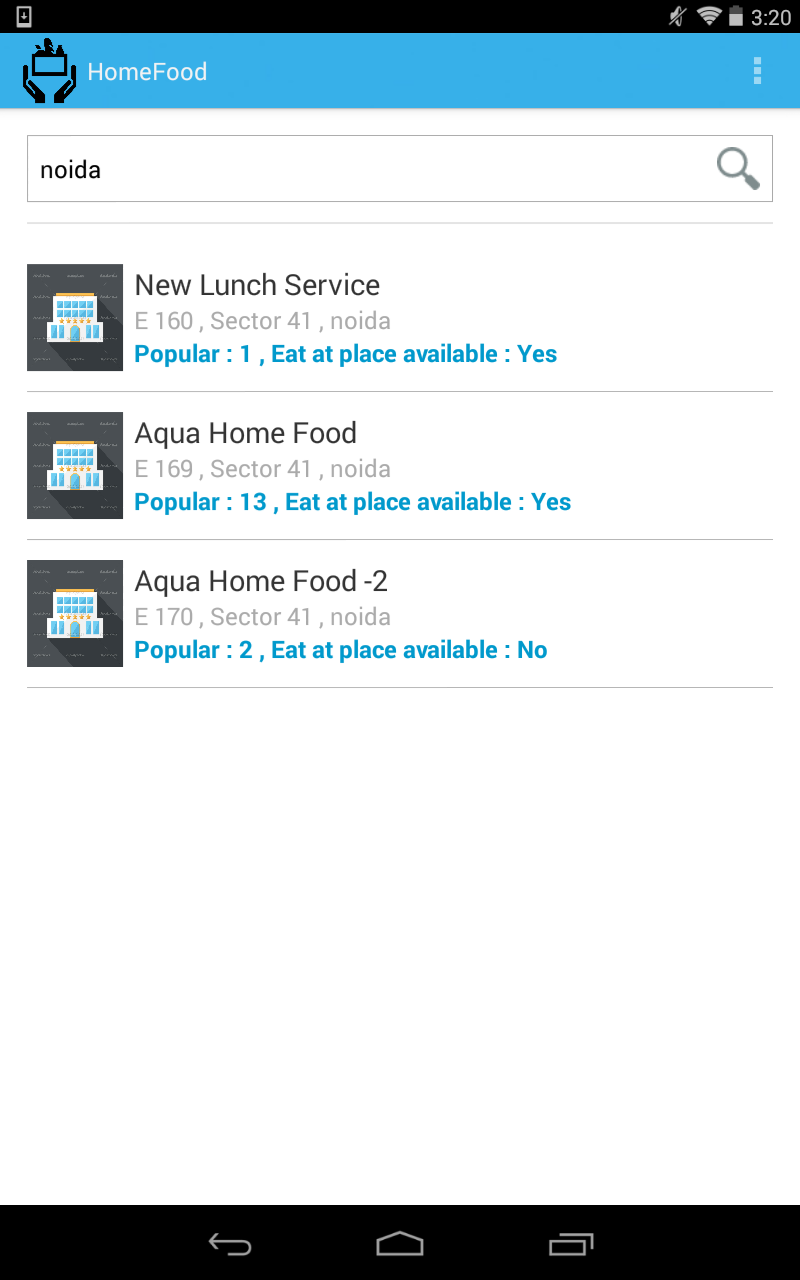 3:20
HomeFood
noida
New Lunch Service
E 160 , Sector 41 , noida
Popular : 1 , Eat at place available : Yes
Aqua Home Food
E 169 , Sector 41 , noida
Popular : 13 , Eat at place available : Yes
Aqua Home Food -2
E 170 , Sector 41 , noida
Popular : 2 , Eat at place available : No